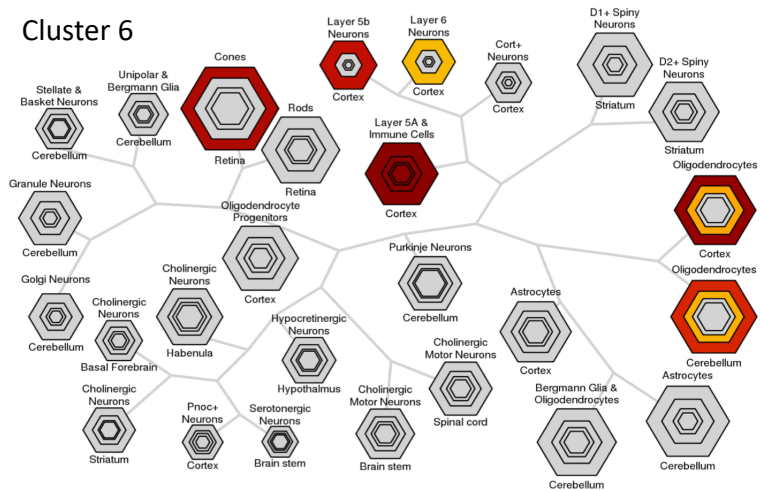 Cluster 6
Layer 5b
Neurons
Cortex
Layer 6
Neurons
Cortex
Cort+
Neurons
Cortex
D1+ Spiny
Neurons
Striatum
D2+ Spiny
Neurons
Striatum
Cones
Retina
Rods
Retina
Unipolar &
Bergmann Glia
Cerebellum
Stellate &
Basket Neurons
Cerebellum
Layer 5A &
Immune Cells
Cortex
Oligodendrocytes
Cortex
Granule Neurons
Cerebellum
Oligodendrocyte
Progenitors
Cortex
Purkinje Neurons
Cerebellum
Oligodendrocytes
Cerebellum
Golgi Neurons
Cerebellum
Cholinergic
Neurons
Habenula
Cholinergic
Neurons
Basal Forebrain
Hypocretinergic
Neurons
Hypothalmus
Astrocytes
Cortex
Cholinergic
Motor Neurons
Spinal cord
Cholinergic
Neurons
Striatum
Pnoc+
Neurons
Cortex
Serotonergic
Neurons
Brain stem
Cholinergic
Motor Neurons
Brain stem
Bergmann Glia &
Oligodendrocytes
Cerebellum
Astrocytes
Cerebellum